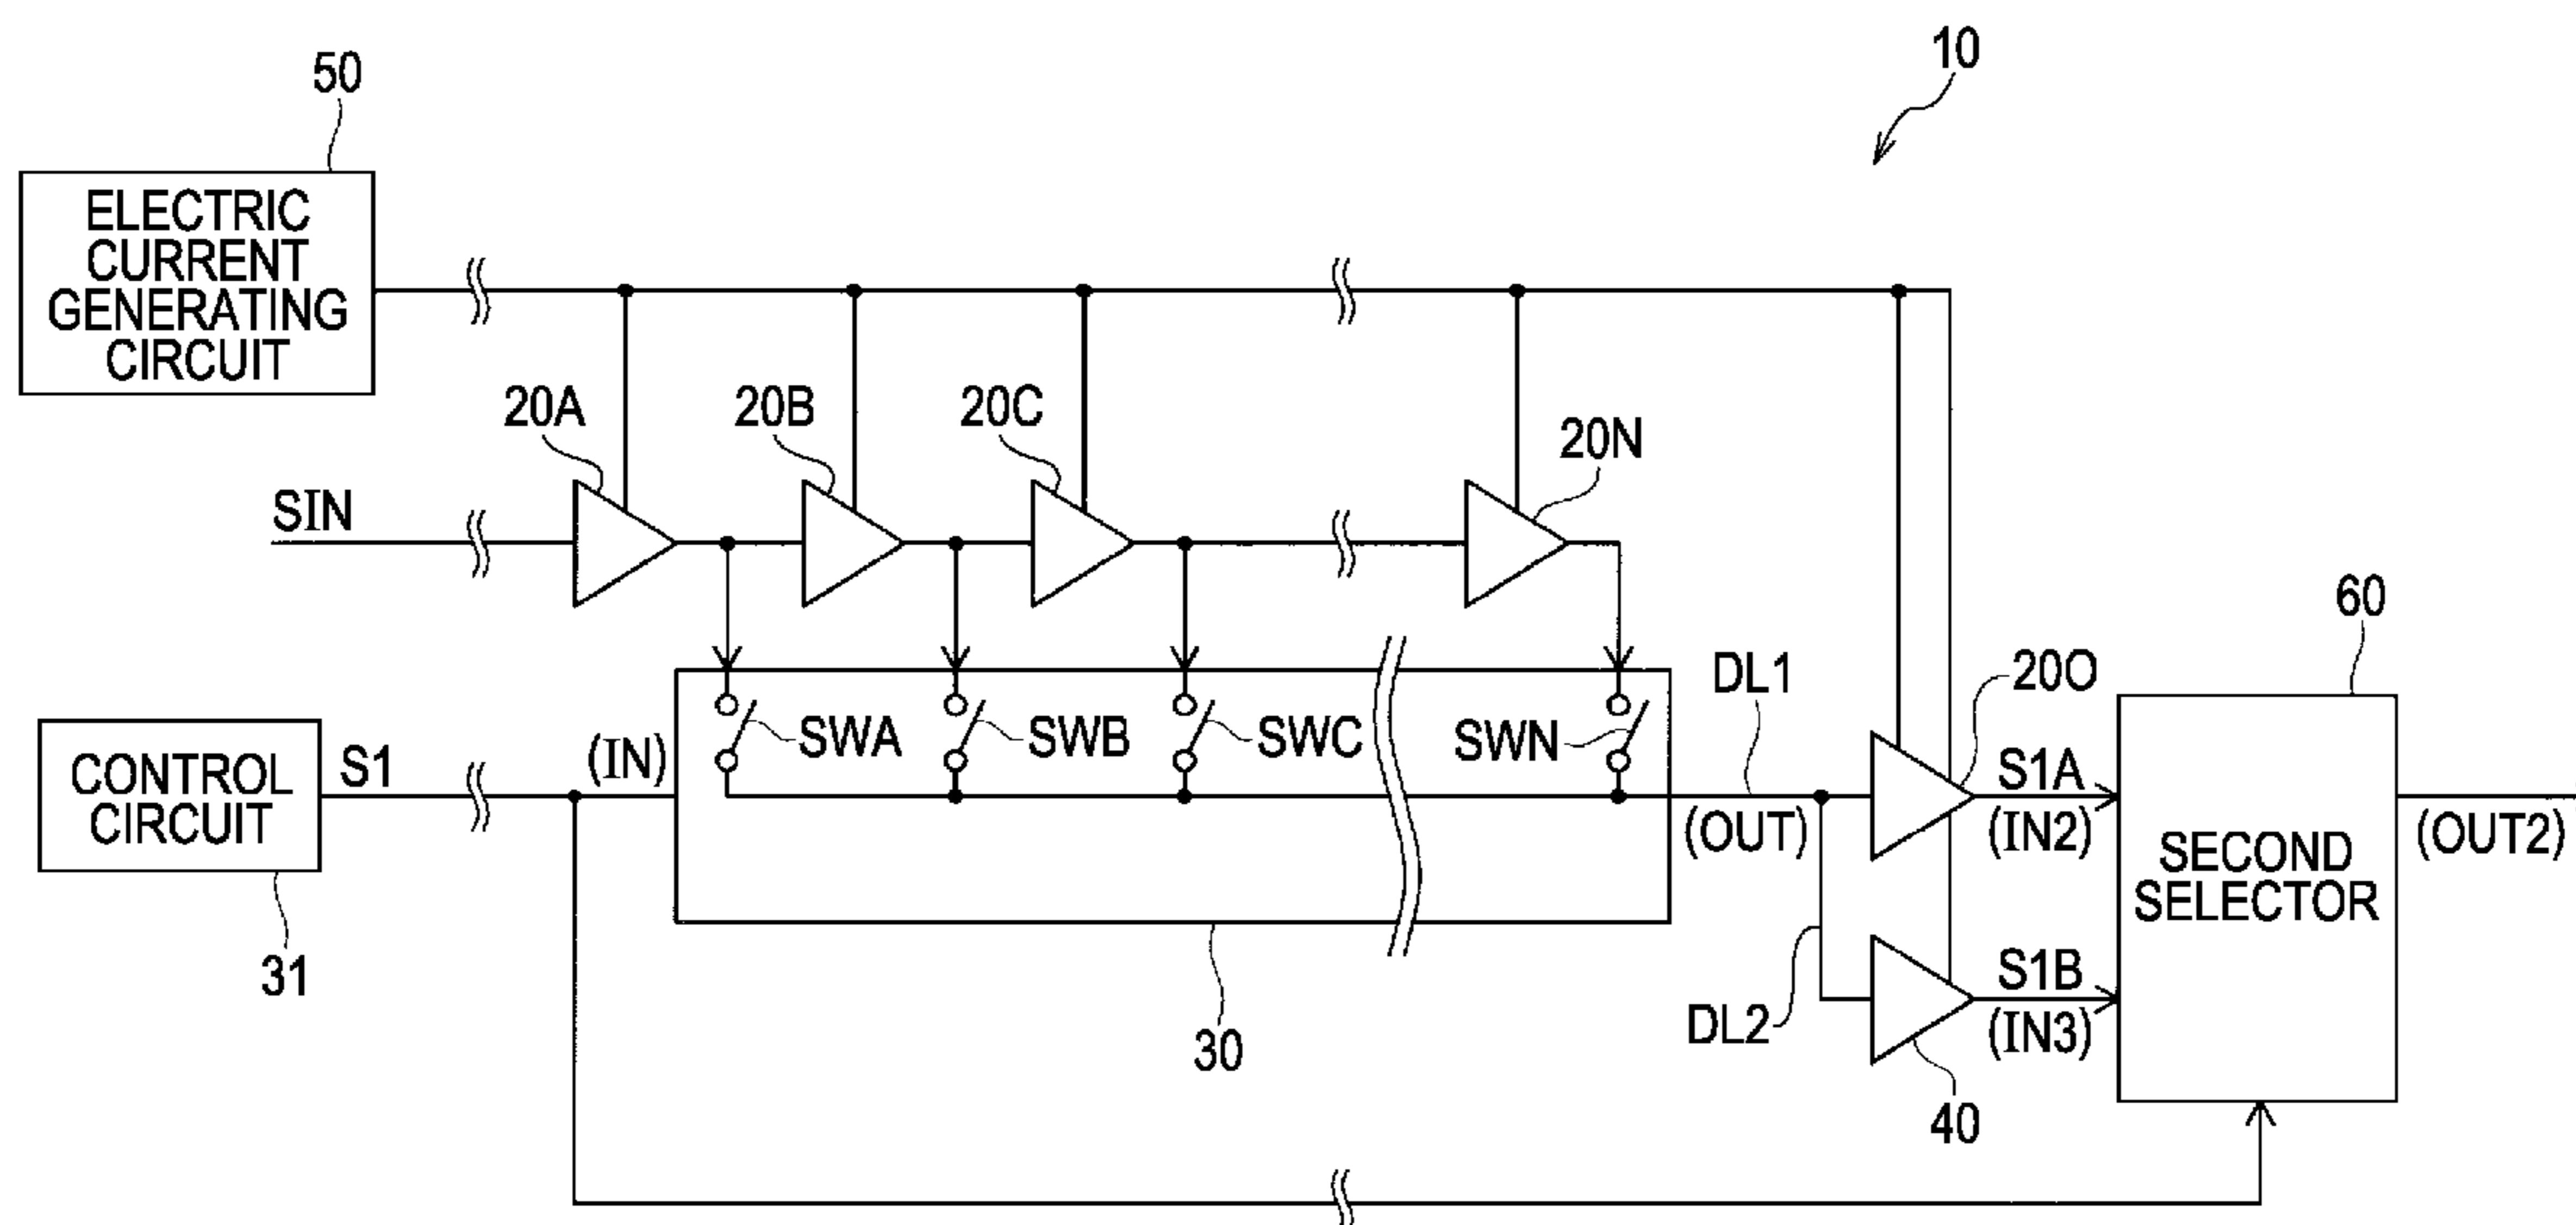 10
50
ELECTRIC
CURRENT
GENERATING
CIRCUIT
20A
20B
20C
20N
SIN
60
DL1
20O
CONTROL
CIRCUIT
S1
(IN)
SWA
SWB
SWC
SWN
(OUT)
S1A
(IN2)
SECOND
SELECTOR
(OUT2)
31
30
DL2
S1B
(IN3)
40